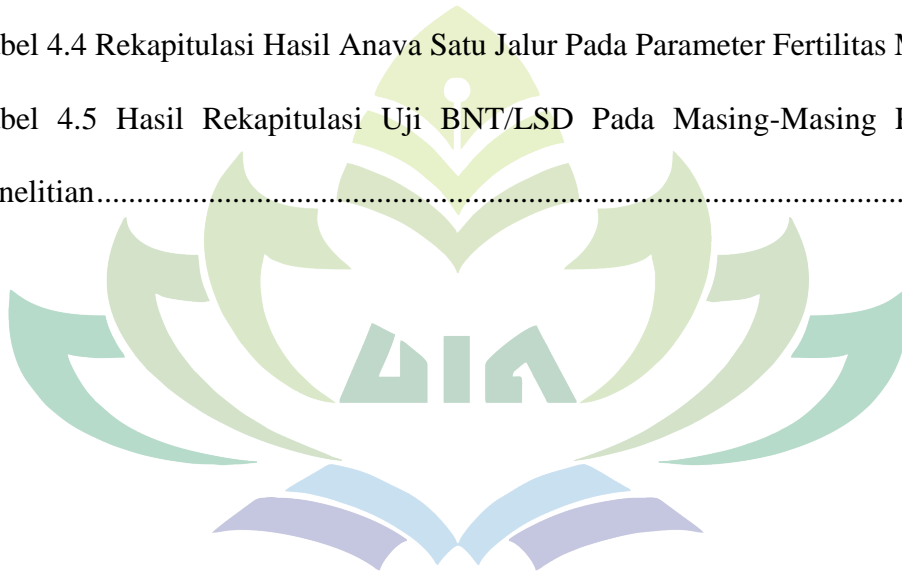 bel 4.4 Rekapitulasi Hasil Anava Satu Jalur Pada Parameter Fertilitas
bel 4.5 Hasil Rekapitulasi Uji BNT/LSD Pada Masing-Masing
nelitian..........................................................................................
UIN